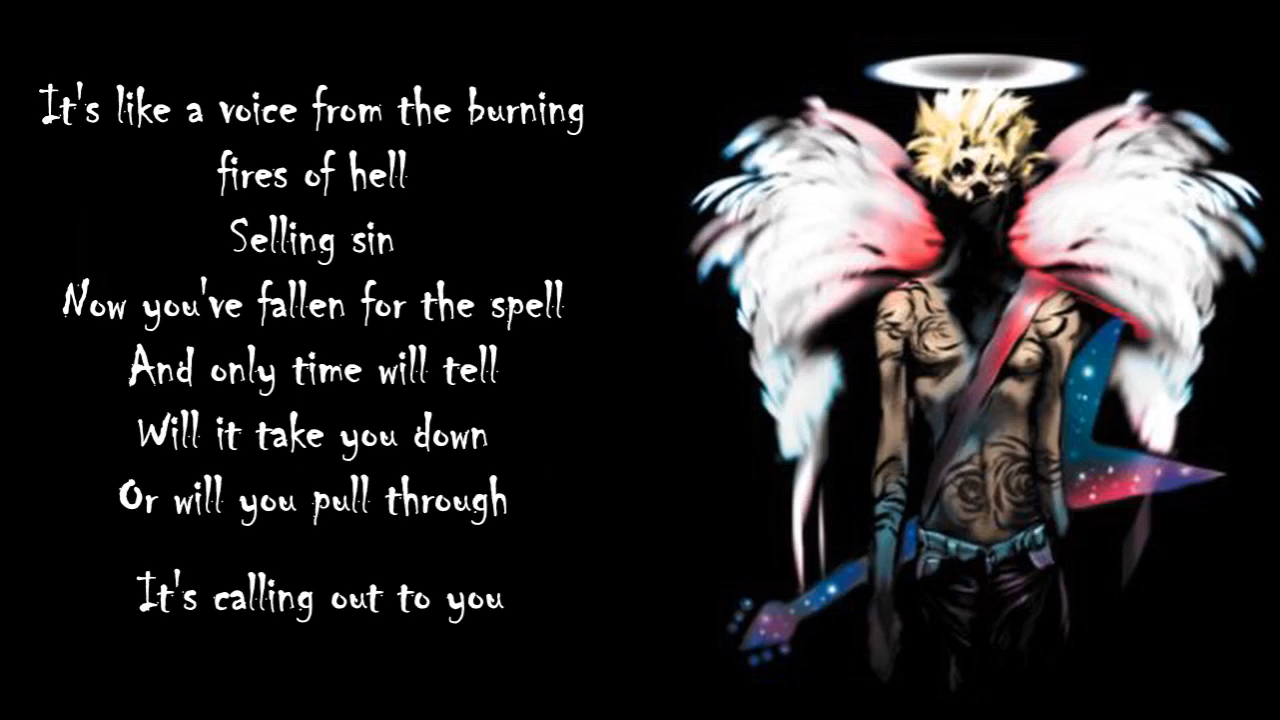 It's like a voice from the burning
fires of hell
Selling sin
Now you've fallen for the spell
And only time will tell
Will it take you down
Or will you pull through
It's calling out to you